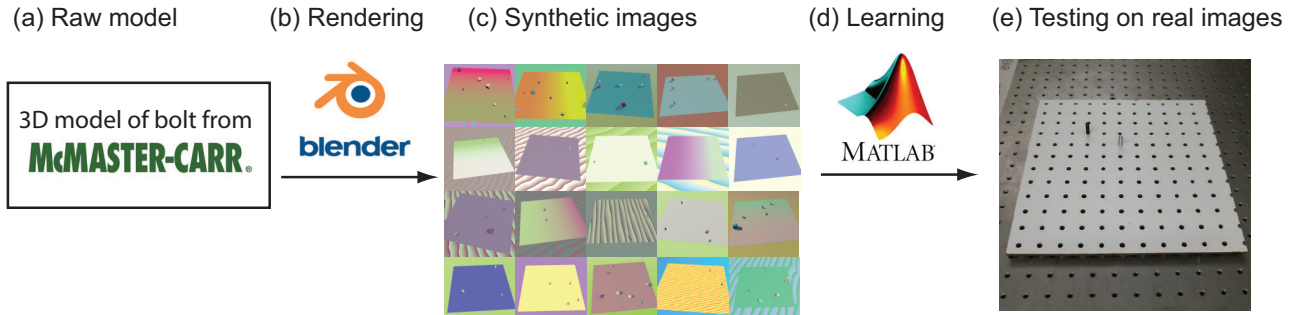 (a) Raw model
(b) Rendering
(c) Synthetic images
(d) Learning
(e) Testing on real images
3D model of bolt from
McMASTER-CARR®
blender
MATLAB®